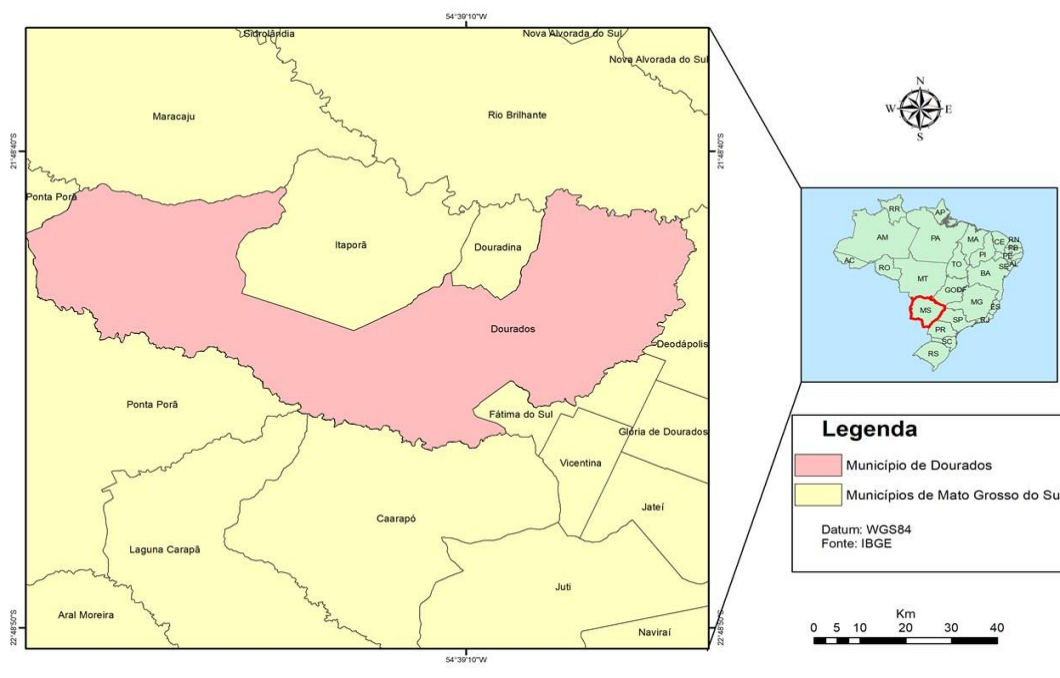 54°39'10"W
Sidrolândia
Nova Alvorada do Sul
Nova Alvorada do Sul
Maracaju
Rio Brilhante
21°48'40"S
21°48'40"S
Ponta Porã
Itaporã
Douradina
Dourados
Deodápolis
Ponta Porã
Fátima do Sul
Glória de Dourados
Vicentina
Caarapó
Jateí
Laguna Carapã
Juti
Aral Moreira
Naviraí
22°48'50"S
22°48'50"S
54°39'10"W
N
W
E
S
RR
AP
AM
PA
MA
CE
RN
PB
PE
AL
SE
PI
AC
RO
TO
BA
MT
GO
DF
MG
ES
MS
SP
RJ
PR
SC
RS
Legenda
Município de Dourados
Municípios de Mato Grosso do Su
Datum: WGS84
Fonte: IBGE
Km
0 5 10 20 30 40